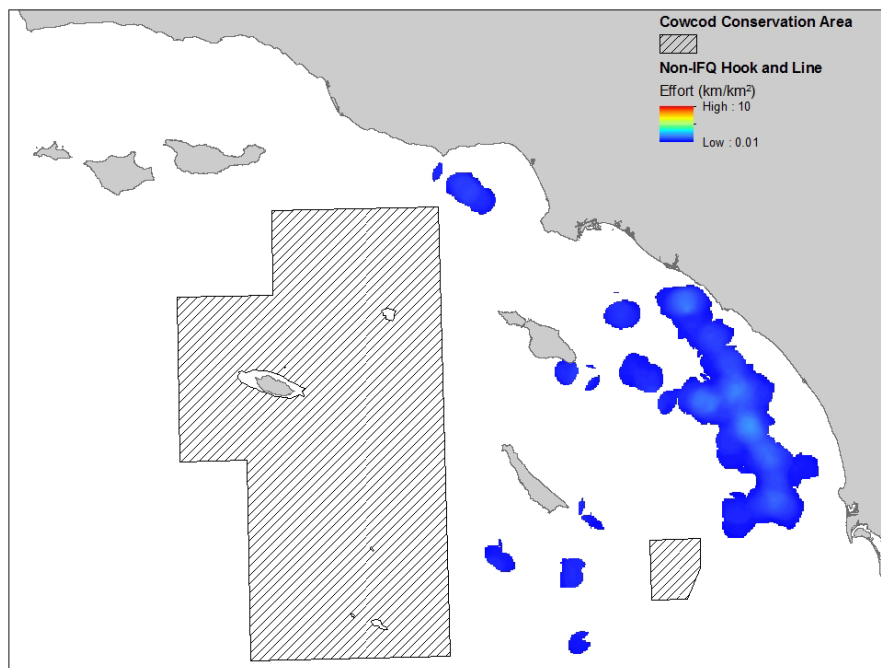 Cowcod Conservation Area
Non-IFQ Hook and Line
Effort (km/km²)
High : 10
Low : 0.01